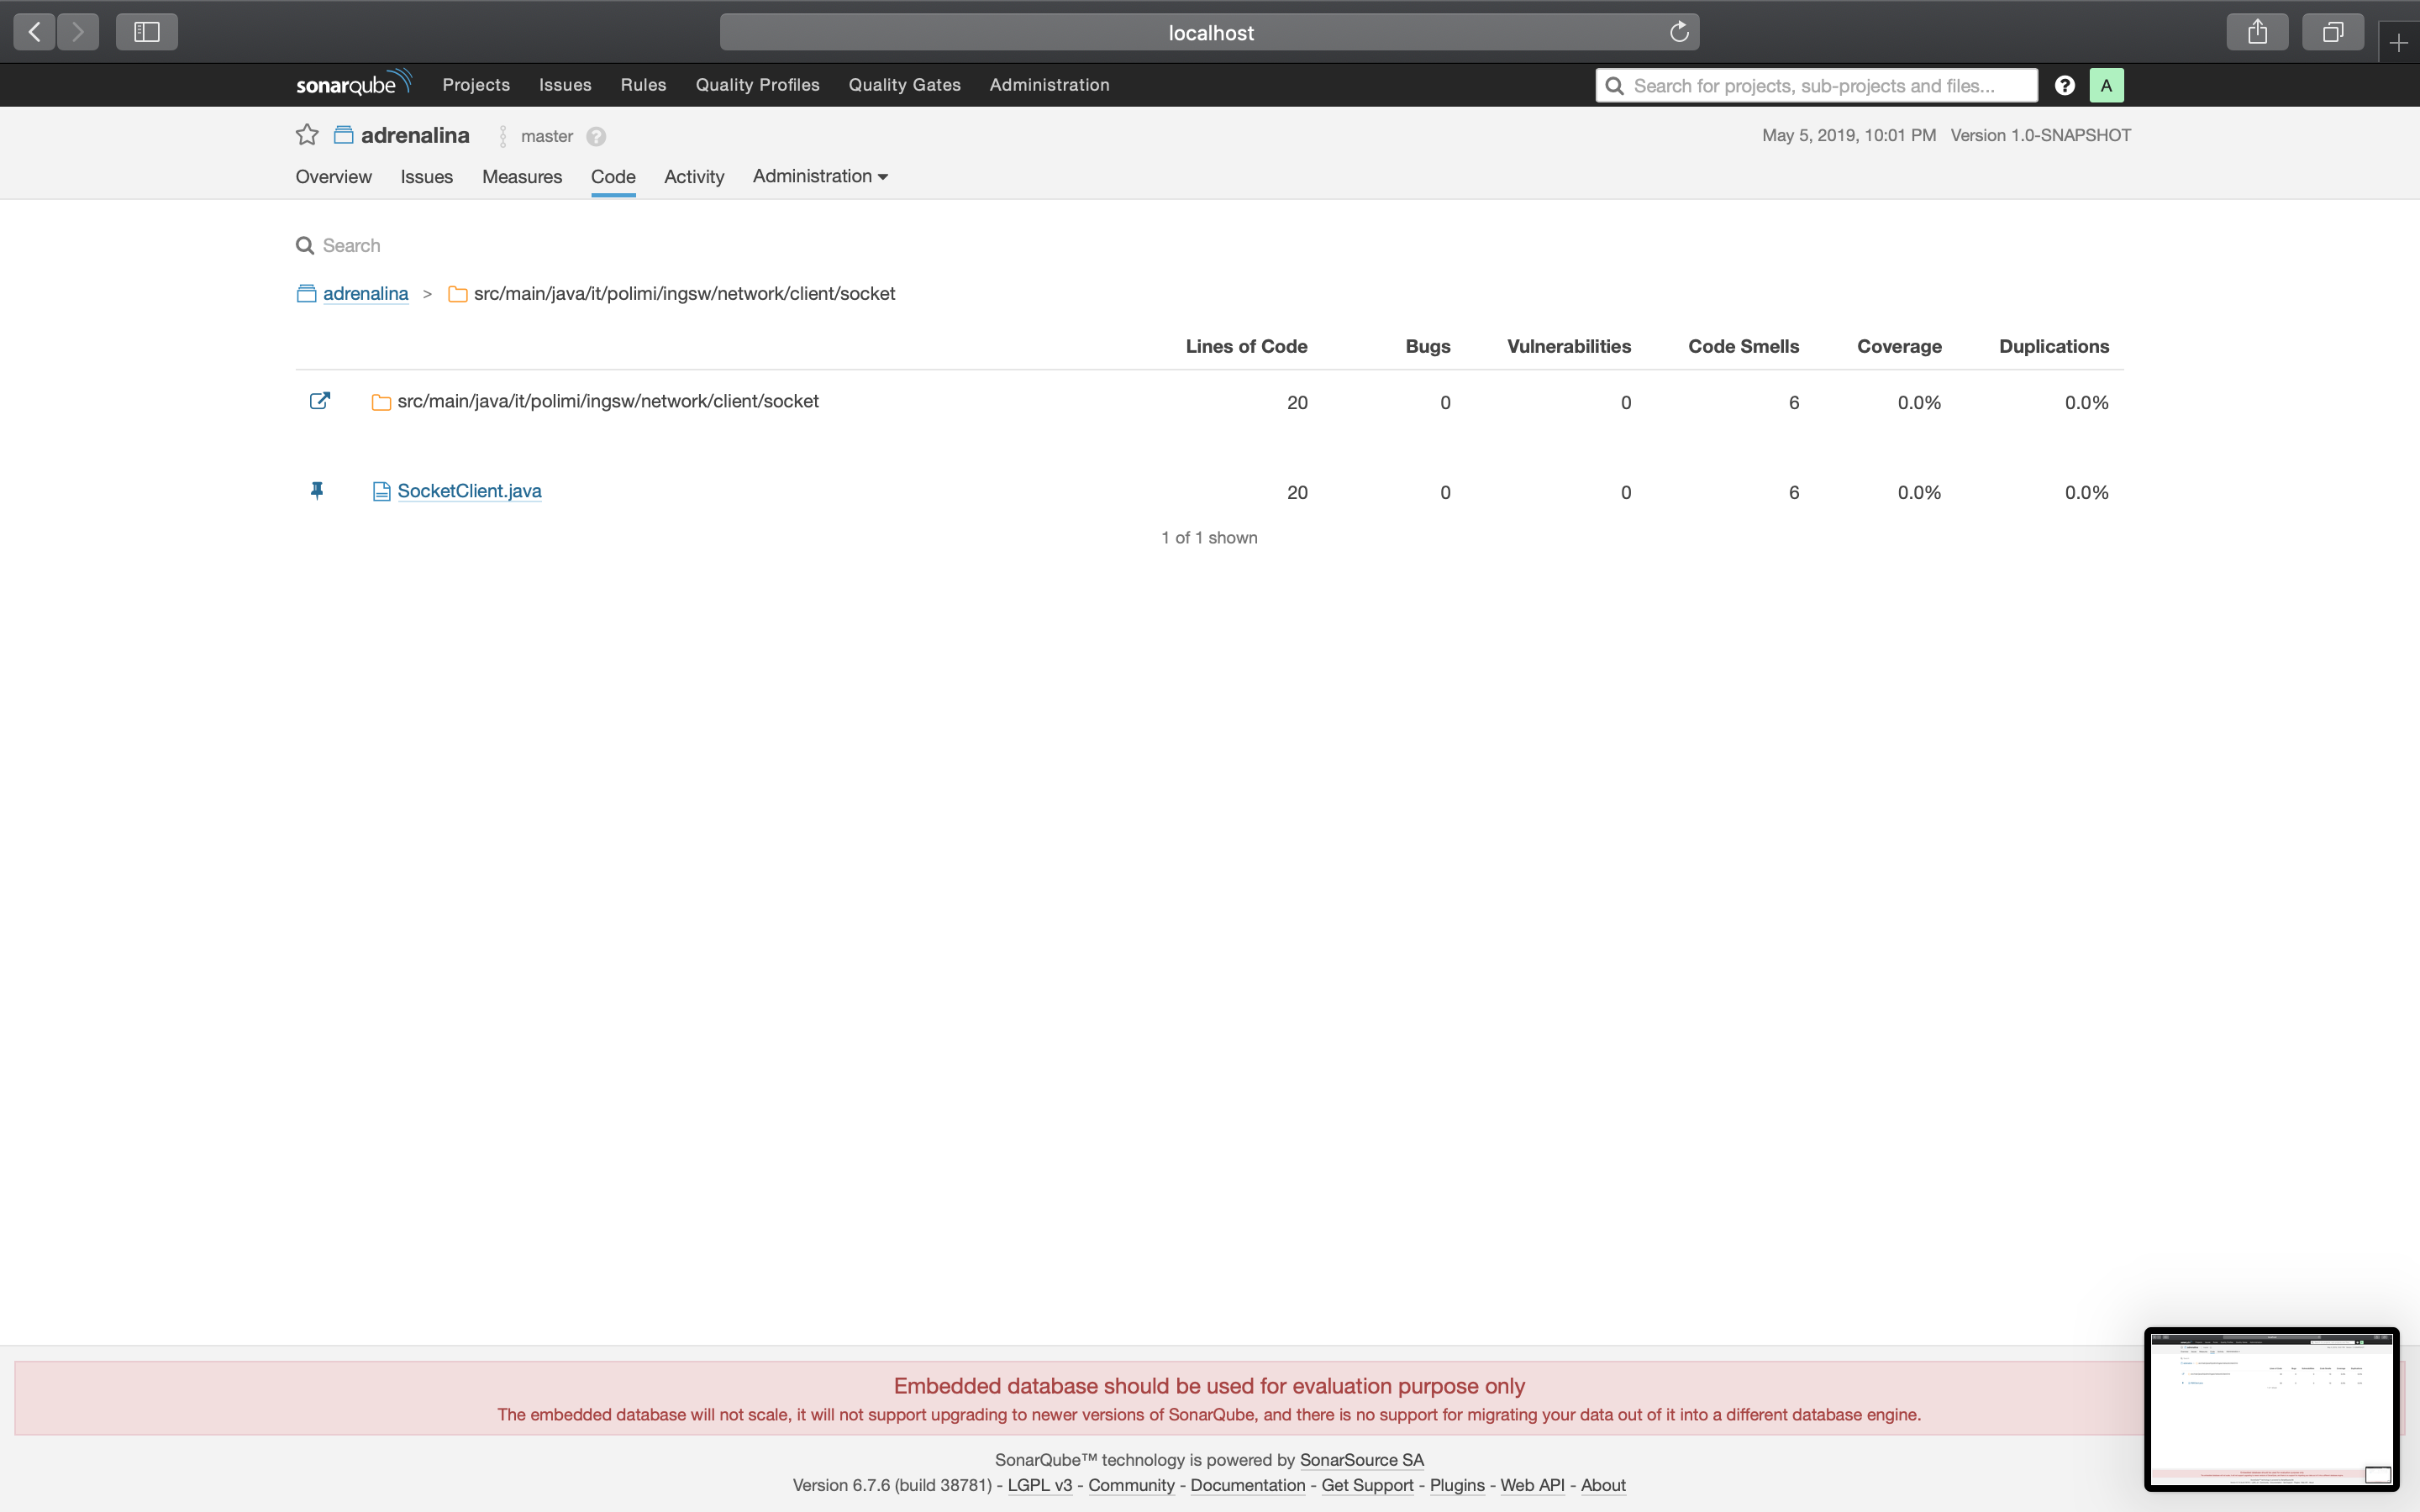 localhost
sonarqube Projects Issues Rules Quality Profiles Quality Gates Administration Search for projects, sub-projects and files... ? A
adrenalina master ? May 5, 2019, 10:01 PM Version 1.0-SNAPSHOT
Overview Issues Measures Code Activity Administration
Search
adrenalina > src/main/java/it/polimi/ingsw/network/client/socket
Lines of Code Bugs Vulnerabilities Code Smells Coverage Duplications
src/main/java/it/polimi/ingsw/network/client/socket 20 0 0 6 0.0% 0.0%
SocketClient.java 20 0 0 6 0.0% 0.0%
1 of 1 shown
Embedded database should be used for evaluation purpose only
The embedded database will not scale, it will not support upgrading to newer versions of SonarQube, and there is no support for migrating your data out of it into a different database engine.
SonarQube™ technology is powered by SonarSource SA
Version 6.7.6 (build 38781) - LGPL v3 - Community - Documentation - Get Support - Plugins - Web API - About